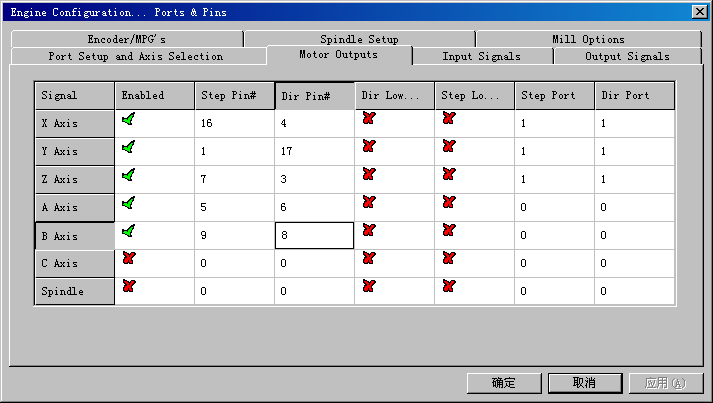 Engine Configuration... Ports & Pins
Encoder/MPG's Spindle Setup Mill Options
Port Setup and Axis Selection Motor Outputs Input Signals Output Signals
Signal Enabled Step Pin# Dir Pin# Dir Low... Step Lo... Step Port Dir Port
X Axis 16 4 1 1
Y Axis 1 17 1 1
Z Axis 7 3 1 1
A Axis 5 6 0 0
B Axis 9 8 0 0
C Axis 0 0 0 0
Spindle 0 0 0 0
确定 取消 应用(A)